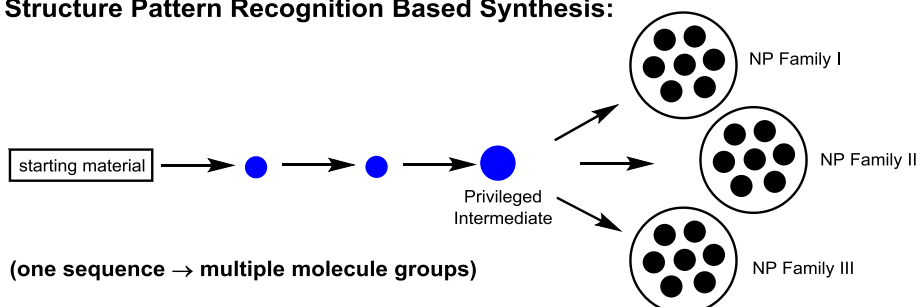 Structure Pattern Recognition Based Synthesis:
NP Family I
starting material
NP Family II
Privileged
Intermediate
NP Family III
(one sequence → multiple molecule groups)